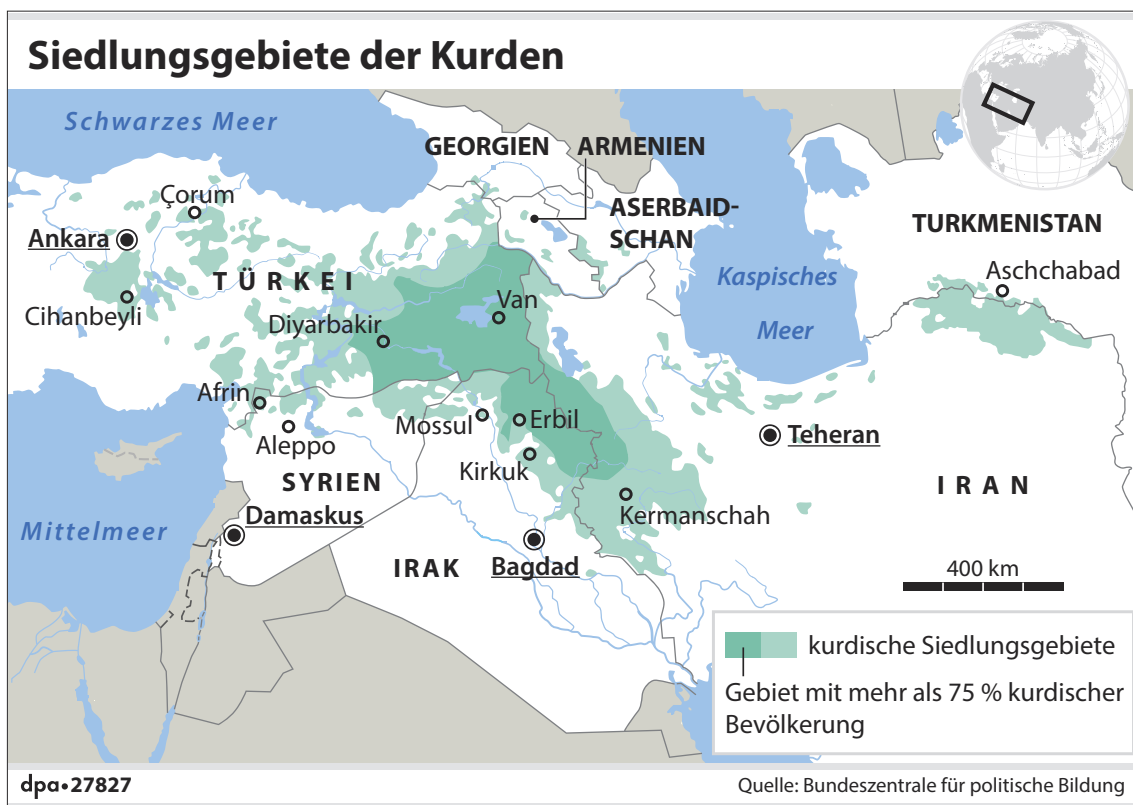 Siedlungsgebiete der Kurden
Schwarzes Meer
GEORGIEN
ARMENIEN
ASERBAID-
SCHAN
TURKMENISTAN
Çorum
Ankara
TÜRKEI
Kaspisches
Meer
Aschchabad
Cihanbeyli
Van
Diyarbakir
Afrin
Aleppo
Mossul
Erbil
Kirkuk
Teheran
SYRIEN
IRAN
Mittelmeer
Damaskus
Kermanschah
IRAK
Bagdad
400 km
kurdische Siedlungsgebiete
Gebiet mit mehr als 75 % kurdischer
Bevölkerung
dpa•27827
Quelle: Bundeszentrale für politische Bildung